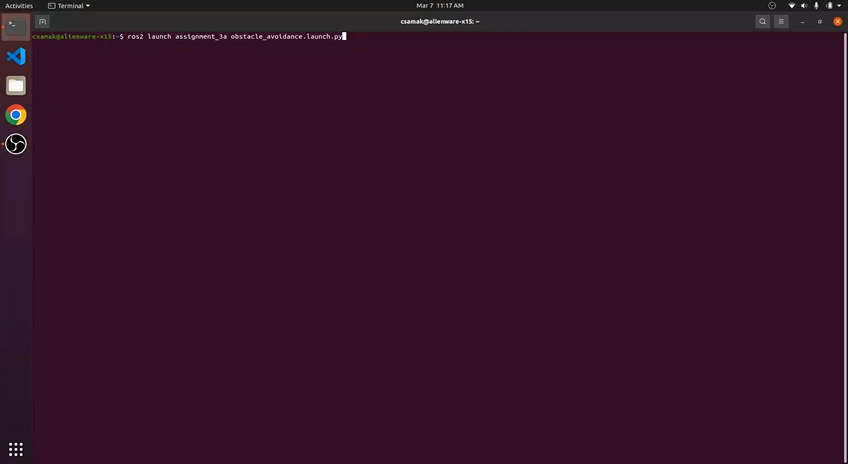 Activities
Terminal
Mar 7 11:17 AM
csamak@alienware-x15: ~
csamak@alienware-x15:~$ ros2 launch assignment_3a obstacle_avoidance.launch.py